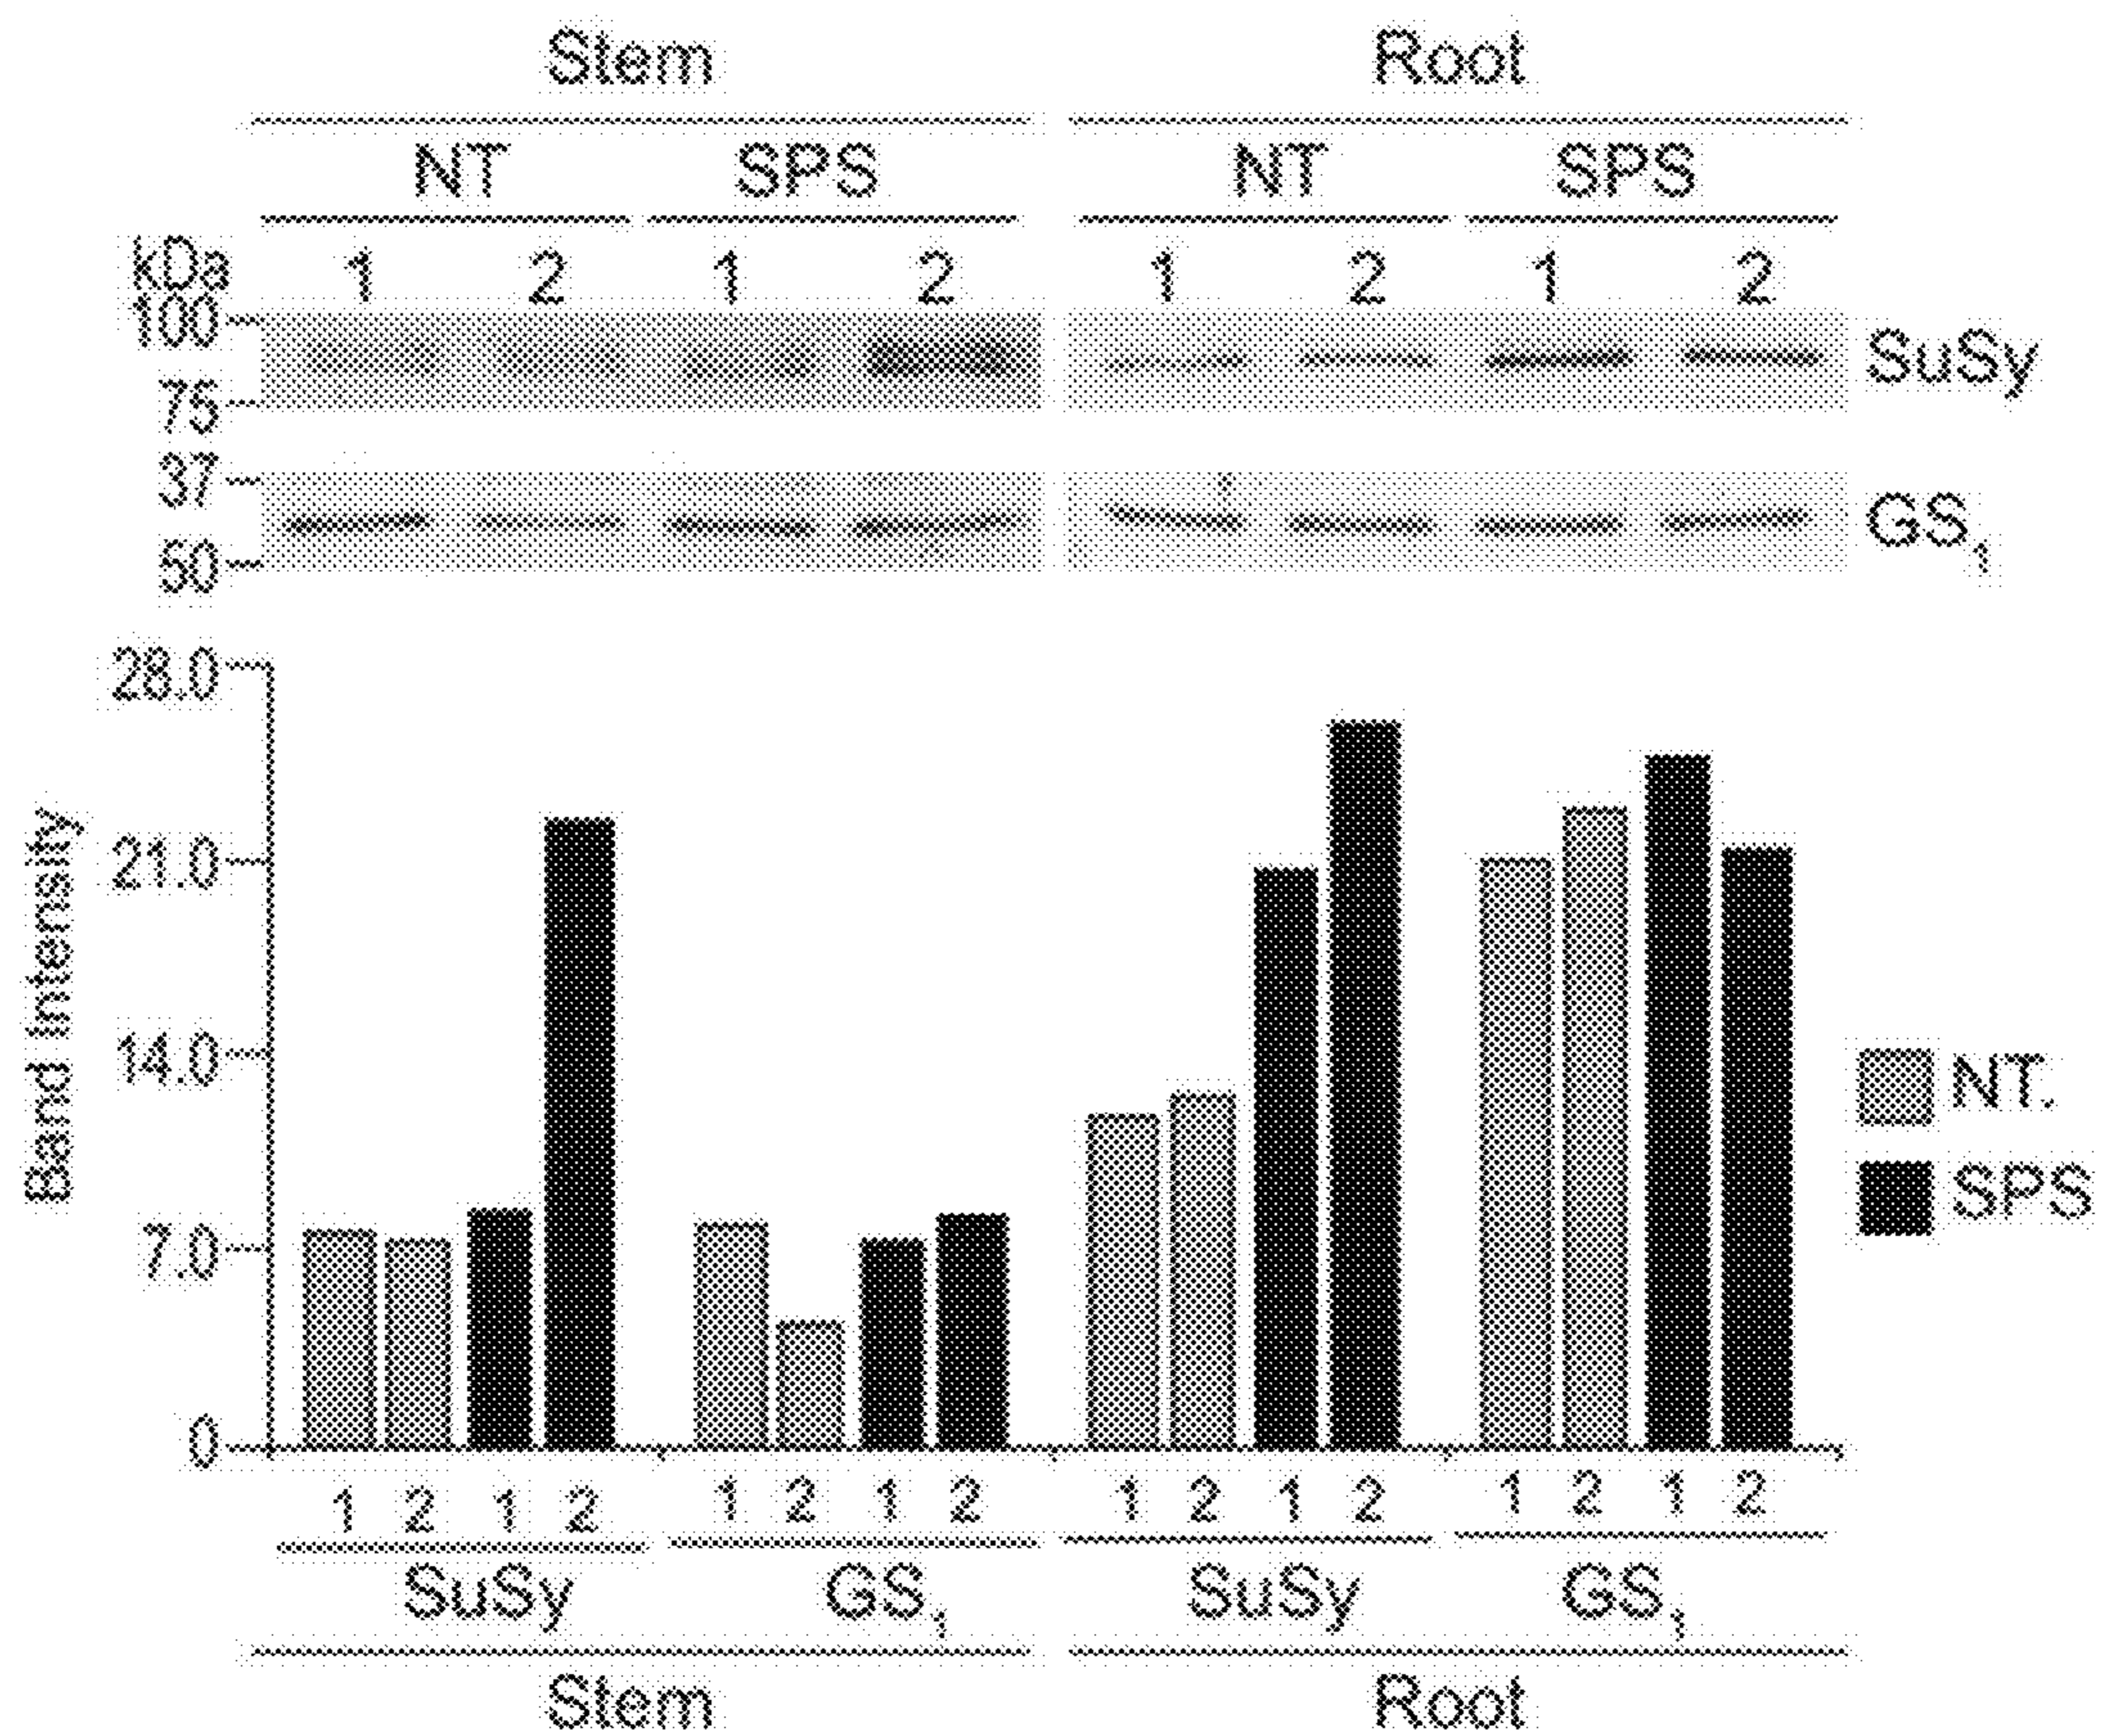 Stem Root
NT SPS NT SPS
kDa 1 2 1 2 1 2 1 2
100
SuSy
75
37
GS1
50
28.0
21.0
14.0
7.0
0
Band Intensity
NT.
SPS
1 2 1 2 1 2 1 2 1 2 1 2 1 2 1 2
SuSy GS1 SuSy GS1
Stem Root